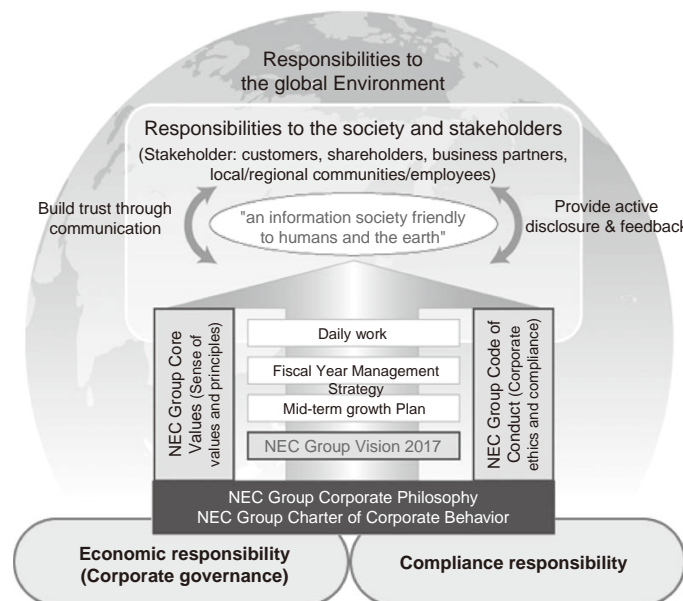 Responsibilities to
the global Environment
Responsibilities to the society and stakeholders
(Stakeholder: customers, shareholders, business partners,
local/regional communities/employees)
Build trust through
communication
"an information society friendly
to humans and the earth"
Provide active
disclosure & feedback
NEC Group Core
Values (Sense of
values and principles)
Daily work
Fiscal Year Management
Strategy
Mid-term growth Plan
NEC Group Vision 2017
NEC Group Code of
Conduct (Corporate
ethics and compliance)
NEC Group Corporate Philosophy
NEC Group Charter of Corporate Behavior
Economic responsibility
(Corporate governance)
Compliance responsibility